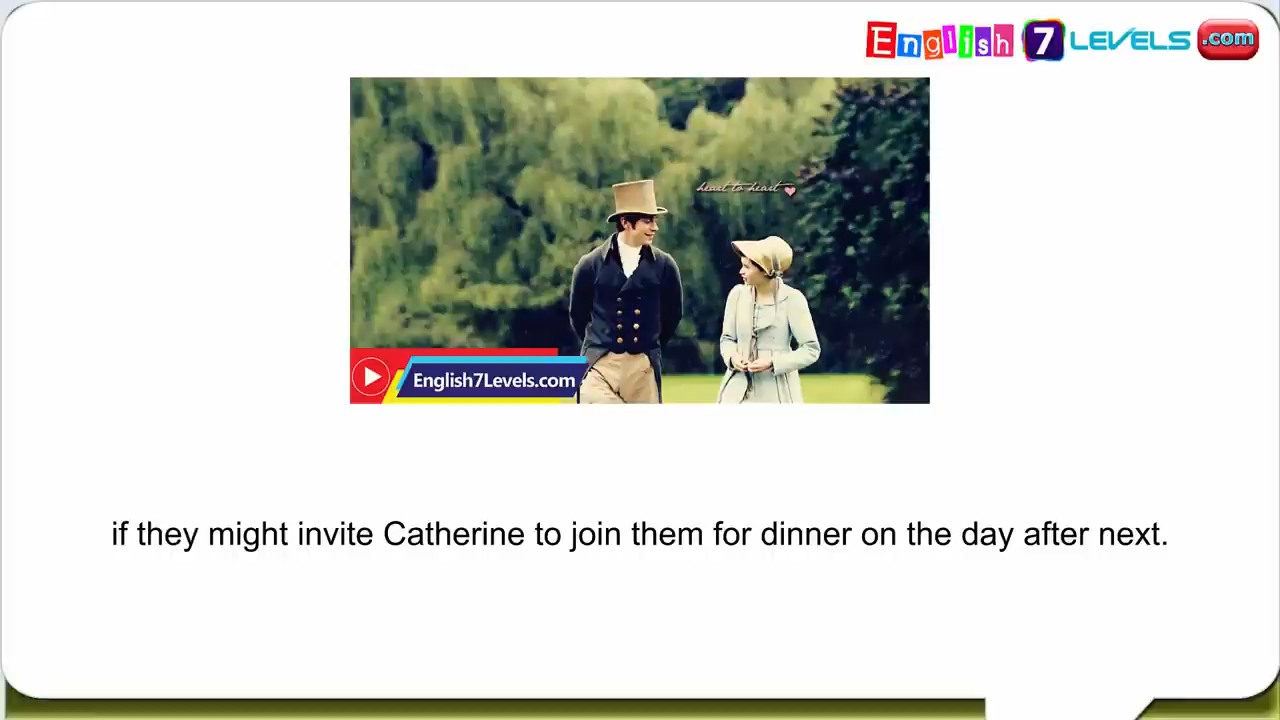 English 7 LEVELS .com
heart to heart
English7Levels.com
if they might invite Catherine to join them for dinner on the day after next.